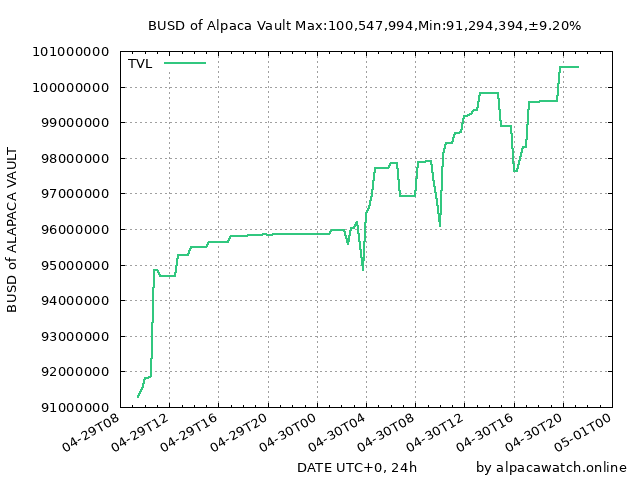 BUSD of Alpaca Vault Max:100,547,994,Min:91,294,394,±9.20%
TVL
101000000
100000000
99000000
98000000
97000000
96000000
95000000
94000000
93000000
92000000
91000000
BUSD of ALAPACA VAULT
04-29T08
04-29T12
04-29T16
04-29T20
04-30T00
04-30T04
04-30T08
04-30T12
04-30T16
04-30T20
05-01T00
DATE UTC+0, 24h
by alpacawatch.online